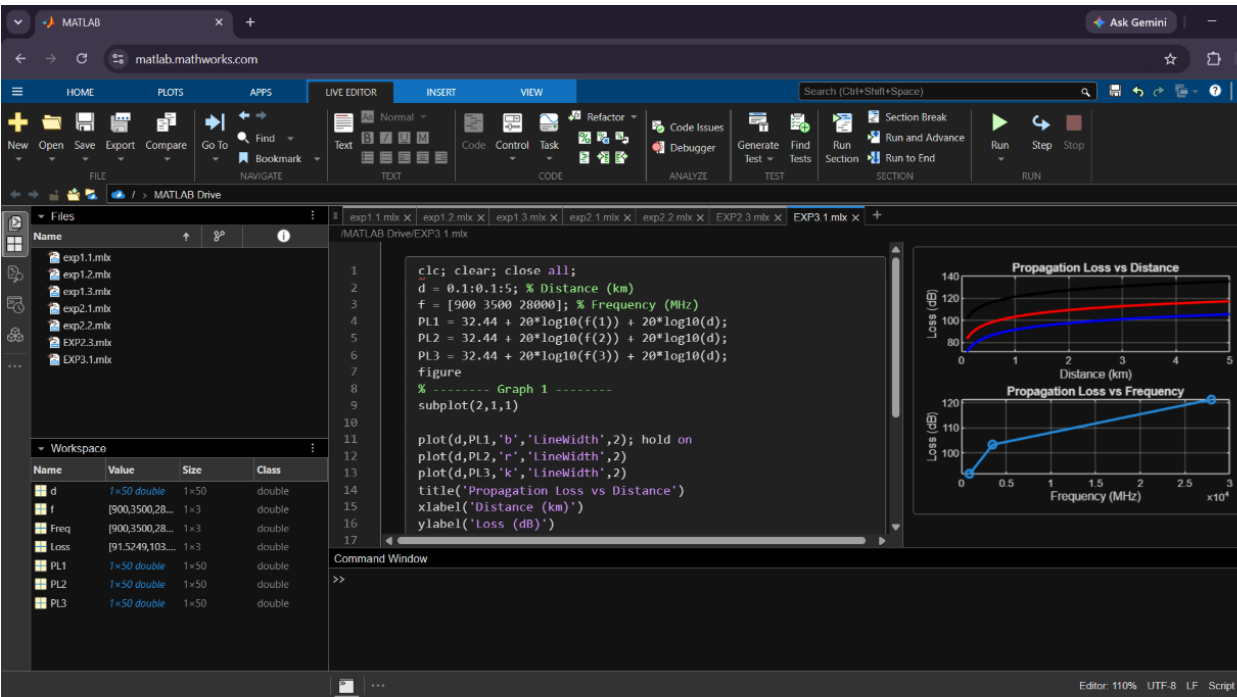 MATLAB
Ask Gemini
matlab.mathworks.com
HOME PLOTS APPS LIVE EDITOR INSERT VIEW
Search (Ctrl+Shift+Space)
New Open Save Export Compare Go To Find Bookmark
Text Normal
B I U M
Code Control Task Refactor
Code Issues
Debugger
Generate Test Find Tests
Run Section
Section Break
Run and Advance
Run to End
Run Step Stop
FILE NAVIGATE TEXT CODE ANALYZE TEST SECTION RUN
/ > MATLAB Drive
Files
Name
exp1.1.mlx
exp1.2.mlx
exp1.3.mlx
exp2.1.mlx
exp2.2.mlx
EXP2.3.mlx
EXP3.1.mlx
Workspace
Name Value Size Class
d 1×50 double 1×50 double
f [900,3500,28... 1×3 double
Freq [900,3500,28... 1×3 double
Loss [91.5249,103.... 1×3 double
PL1 1×50 double 1×50 double
PL2 1×50 double 1×50 double
PL3 1×50 double 1×50 double
exp1.1.mlx exp1.2.mlx exp1.3.mlx exp2.1.mlx exp2.2.mlx EXP2.3.mlx EXP3.1.mlx
/MATLAB Drive/EXP3.1.mlx
1 clc; clear; close all;
2 d = 0.1:0.1:5; % Distance (km)
3 f = [900 3500 28000]; % Frequency (MHz)
4 PL1 = 32.44 + 20*log10(f(1)) + 20*log10(d);
5 PL2 = 32.44 + 20*log10(f(2)) + 20*log10(d);
6 PL3 = 32.44 + 20*log10(f(3)) + 20*log10(d);
7 figure
8 % -------- Graph 1 --------
9 subplot(2,1,1)
10
11 plot(d,PL1,'b','LineWidth',2); hold on
12 plot(d,PL2,'r','LineWidth',2)
13 plot(d,PL3,'k','LineWidth',2)
14 title('Propagation Loss vs Distance')
15 xlabel('Distance (km)')
16 ylabel('Loss (dB)')
17
Propagation Loss vs Distance
Loss (dB)
140
120
100
80
0 1 2 3 4 5
Distance (km)
Propagation Loss vs Frequency
Loss (dB)
120
110
100
0 0.5 1 1.5 2 2.5 3
Frequency (MHz) ×10⁴
Command Window
>>
Editor: 110% UTF-8 LF Script